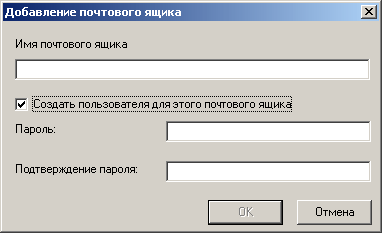 Добавление почтового ящика
Имя почтового ящика
Создать пользователя для этого почтового ящика
Пароль:
Подтверждение пароля:
OK
Отмена